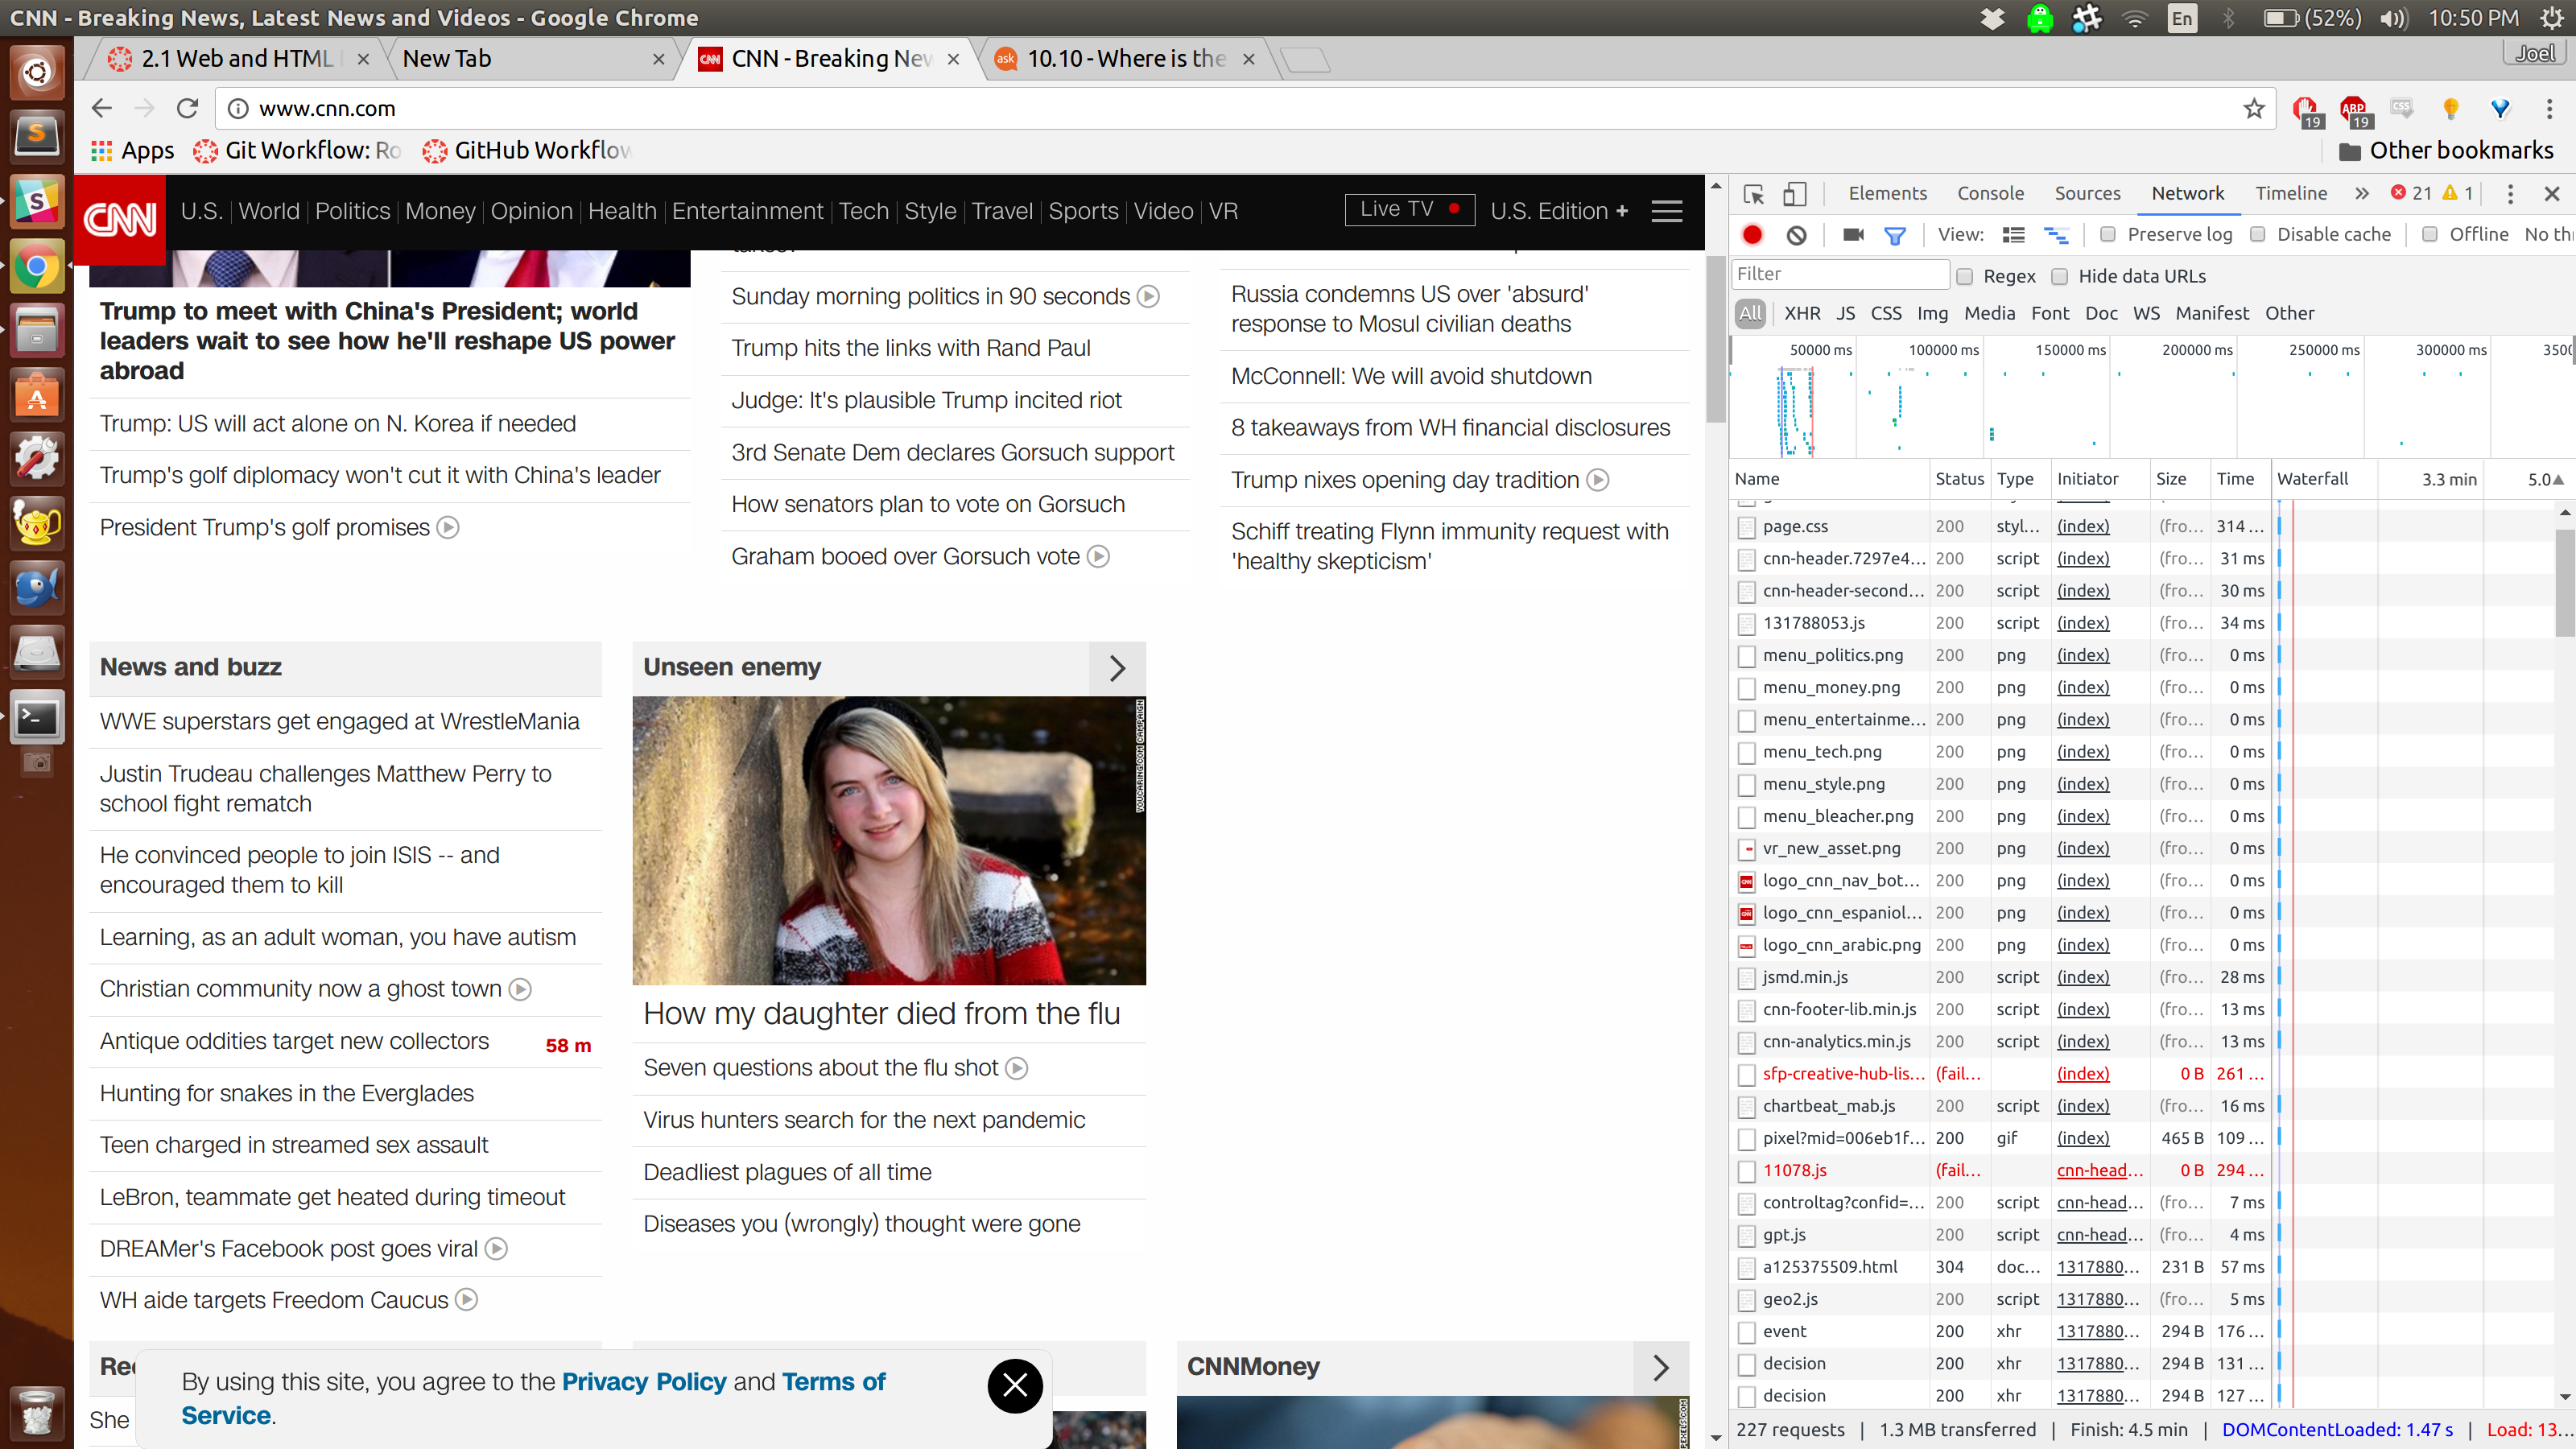 CNN - Breaking News, Latest News and Videos - Google Chrome
En
(52%)
10:50 PM
2.1 Web and HTML
New Tab
CNN - Breaking New
10.10 - Where is the
Joel
www.cnn.com
19
ABP
19
CSS
Apps
Git Workflow: Ro
GitHub Workflow
Other bookmarks
CNN
U.S. World Politics Money Opinion Health Entertainment Tech Style Travel Sports Video VR
Live TV
U.S. Edition +
Trump to meet with China's President; world
leaders wait to see how he'll reshape US power
abroad
Trump: US will act alone on N. Korea if needed
Trump's golf diplomacy won't cut it with China's leader
President Trump's golf promises
Sunday morning politics in 90 seconds
Trump hits the links with Rand Paul
Judge: It's plausible Trump incited riot
3rd Senate Dem declares Gorsuch support
How senators plan to vote on Gorsuch
Graham booed over Gorsuch vote
Russia condemns US over 'absurd'
response to Mosul civilian deaths
McConnell: We will avoid shutdown
8 takeaways from WH financial disclosures
Trump nixes opening day tradition
Schiff treating Flynn immunity request with
'healthy skepticism'
News and buzz
WWE superstars get engaged at WrestleMania
Justin Trudeau challenges Matthew Perry to
school fight rematch
He convinced people to join ISIS -- and
encouraged them to kill
Learning, as an adult woman, you have autism
Christian community now a ghost town
Antique oddities target new collectors 58 m
Hunting for snakes in the Everglades
Teen charged in streamed sex assault
LeBron, teammate get heated during timeout
DREAMer's Facebook post goes viral
WH aide targets Freedom Caucus
Unseen enemy
YOUCARING.COM CAMPAIGN
How my daughter died from the flu
Seven questions about the flu shot
Virus hunters search for the next pandemic
Deadliest plagues of all time
Diseases you (wrongly) thought were gone
She
By using this site, you agree to the Privacy Policy and Terms of
Service.
CNNMoney
PEXELS.COM
Elements Console Sources Network Timeline 21 1
View: Preserve log Disable cache Offline No th
Filter Regex Hide data URLs
All XHR JS CSS Img Media Font Doc WS Manifest Other
50000 ms 100000 ms 150000 ms 200000 ms 250000 ms 300000 ms 350
Name Status Type Initiator Size Time Waterfall 3.3 min 5.0
page.css 200 styl... (index) (fro... 314 ...
cnn-header.7297e4... 200 script (index) (fro... 31 ms
cnn-header-second... 200 script (index) (fro... 30 ms
131788053.js 200 script (index) (fro... 34 ms
menu_politics.png 200 png (index) (fro... 0 ms
menu_money.png 200 png (index) (fro... 0 ms
menu_entertainme... 200 png (index) (fro... 0 ms
menu_tech.png 200 png (index) (fro... 0 ms
menu_style.png 200 png (index) (fro... 0 ms
menu_bleacher.png 200 png (index) (fro... 0 ms
vr_new_asset.png 200 png (index) (fro... 0 ms
logo_cnn_nav_bot... 200 png (index) (fro... 0 ms
logo_cnn_espaniol... 200 png (index) (fro... 0 ms
logo_cnn_arabic.png 200 png (index) (fro... 0 ms
jsmd.min.js 200 script (index) (fro... 28 ms
cnn-footer-lib.min.js 200 script (index) (fro... 13 ms
cnn-analytics.min.js 200 script (index) (fro... 13 ms
sfp-creative-hub-lis... (fail... (index) 0 B 261 ...
chartbeat_mab.js 200 script (index) (fro... 16 ms
pixel?mid=006eb1f... 200 gif (index) 465 B 109 ...
11078.js (fail... cnn-head... 0 B 294 ...
controltag?confid=... 200 script cnn-head... (fro... 7 ms
gpt.js 200 script cnn-head... (fro... 4 ms
a125375509.html 304 doc... 1317880... 231 B 57 ms
geo2.js 200 script 1317880... (fro... 5 ms
event 200 xhr 1317880... 294 B 176 ...
decision 200 xhr 1317880... 294 B 131 ...
decision 200 xhr 1317880... 294 B 127 ...
227 requests | 1.3 MB transferred | Finish: 4.5 min | DOMContentLoaded: 1.47 s | Load: 13...